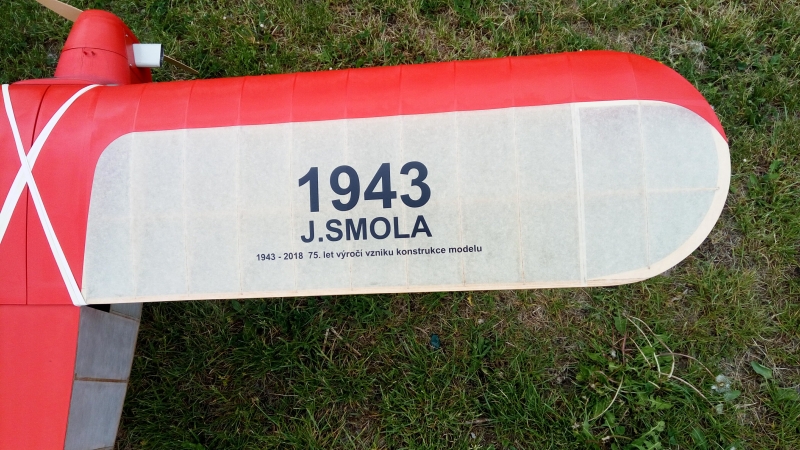 1943
J.SMOLA
1943 - 2018 75. let výročí vzniku konstrukce modelu